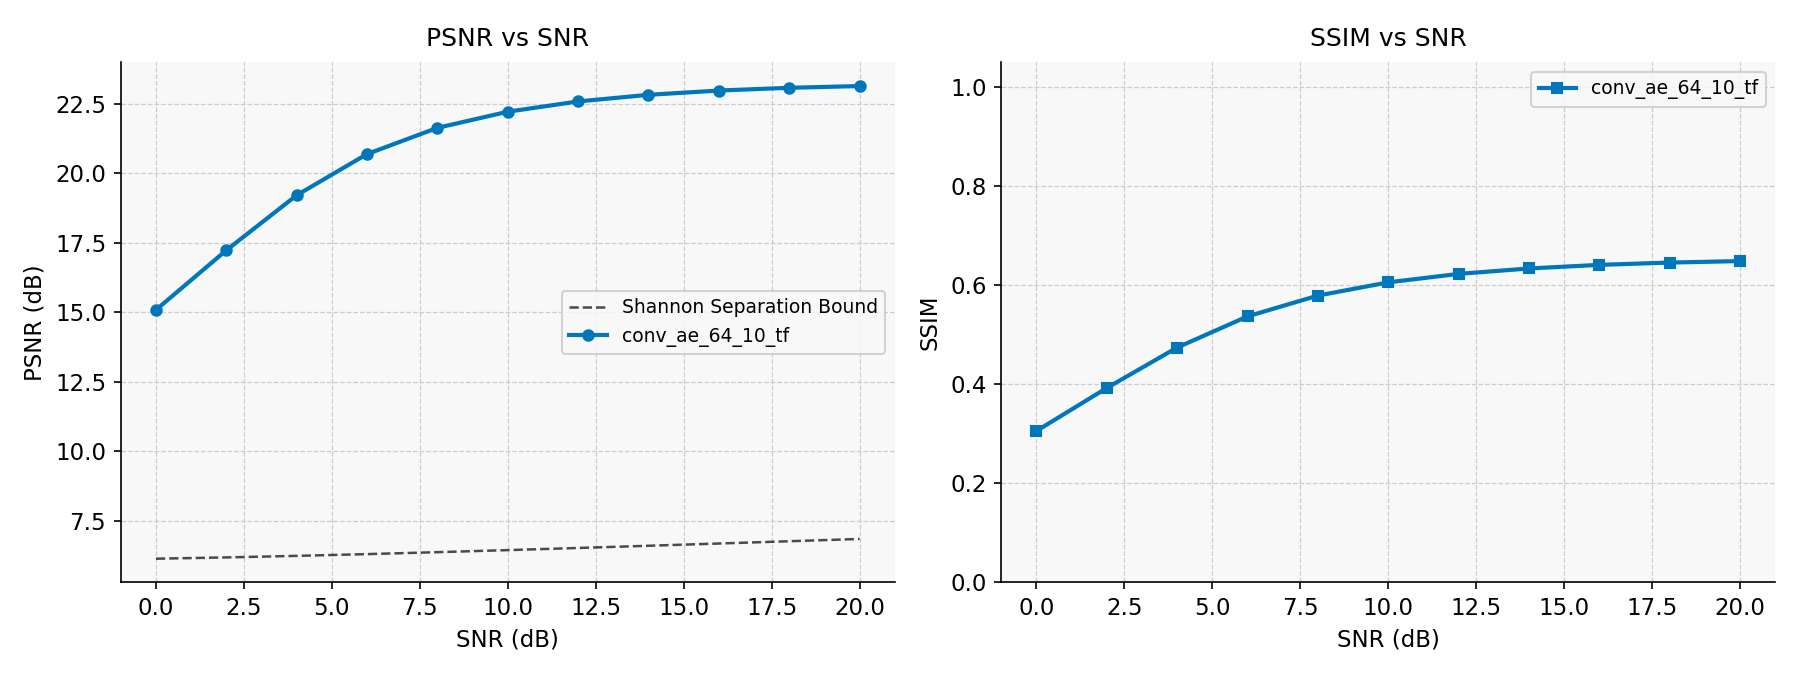 PSNR vs SNR
PSNR (dB)
22.5
20.0
17.5
15.0
12.5
10.0
7.5
Shannon Separation Bound
conv_ae_64_10_tf
0.0 2.5 5.0 7.5 10.0 12.5 15.0 17.5 20.0
SNR (dB)
SSIM vs SNR
SSIM
1.0
0.8
0.6
0.4
0.2
0.0
conv_ae_64_10_tf
0.0 2.5 5.0 7.5 10.0 12.5 15.0 17.5 20.0
SNR (dB)